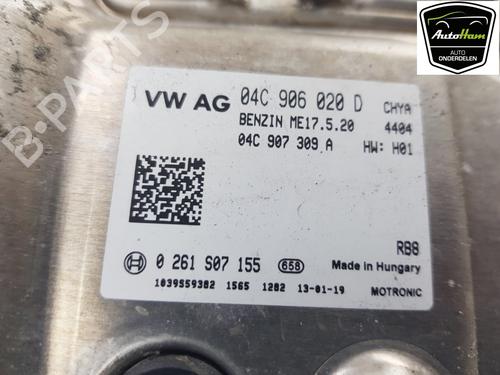 AutoHam
AUTO
ONDERDELEN
VW AG 04C 906 020 D CHYA
BENZIN ME17.5.20 4404
04C 907 309 A HW: H01
RB8
0 261 S07 155 658 Made in Hungary
1039S59382 1565 1282 13-01-19 MOTRONIC
B-PARTS